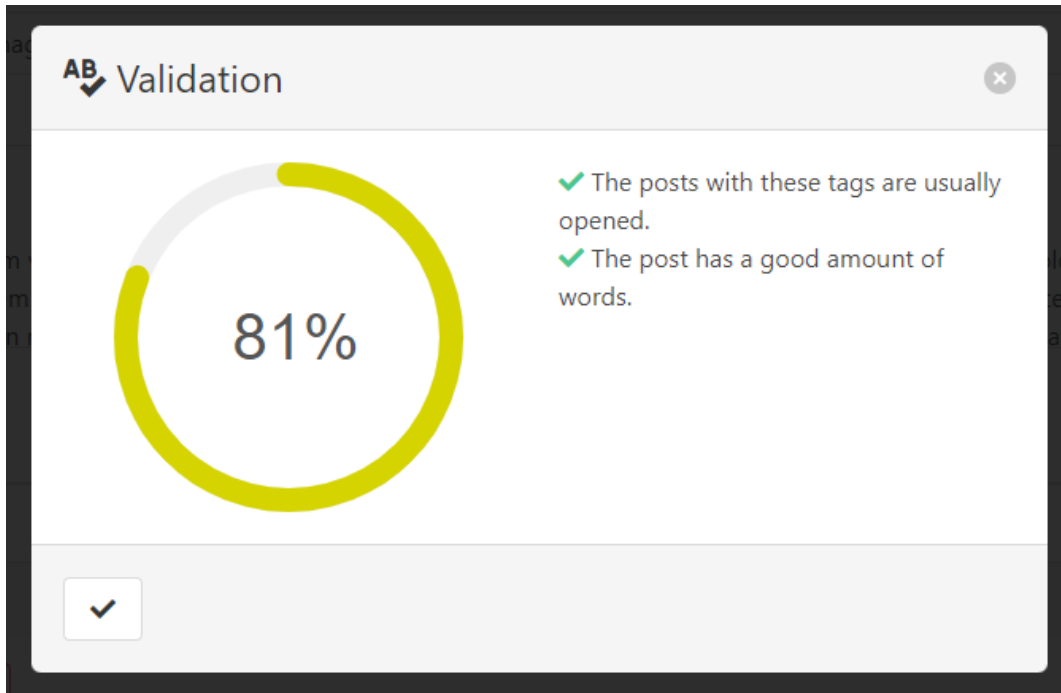 AB Validation
81%
The posts with these tags are usually
opened.
The post has a good amount of
words.